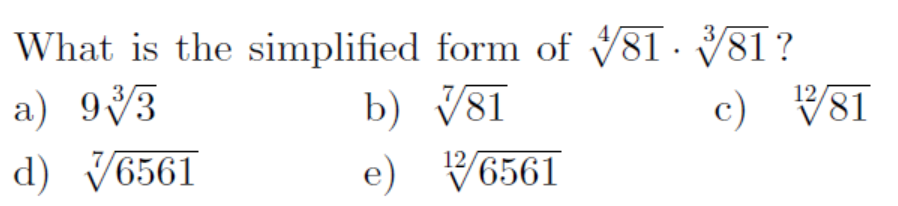 What is the simplified form of ∜81 · ∛81 ?
a) 9∛3 b) ⁷√81 c) ¹²√81
d) ⁷√6561 e) ¹²√6561